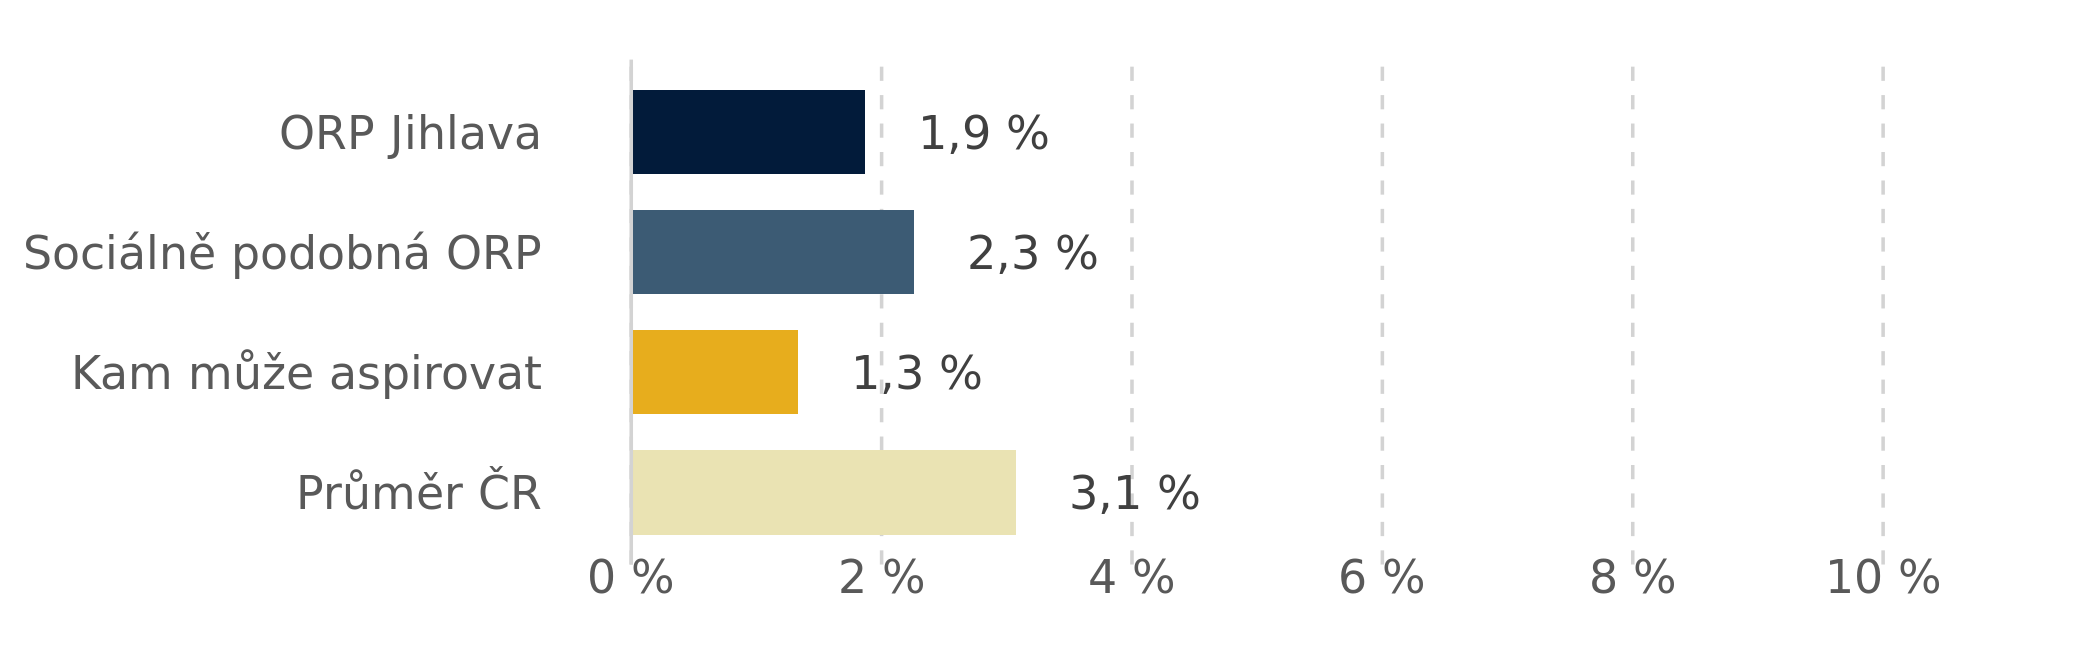 ORP Jihlava 1,9 %
Sociálně podobná ORP 2,3 %
Kam může aspirovat 1,3 %
Průměr ČR 3,1 %
0 % 2 % 4 % 6 % 8 % 10 %